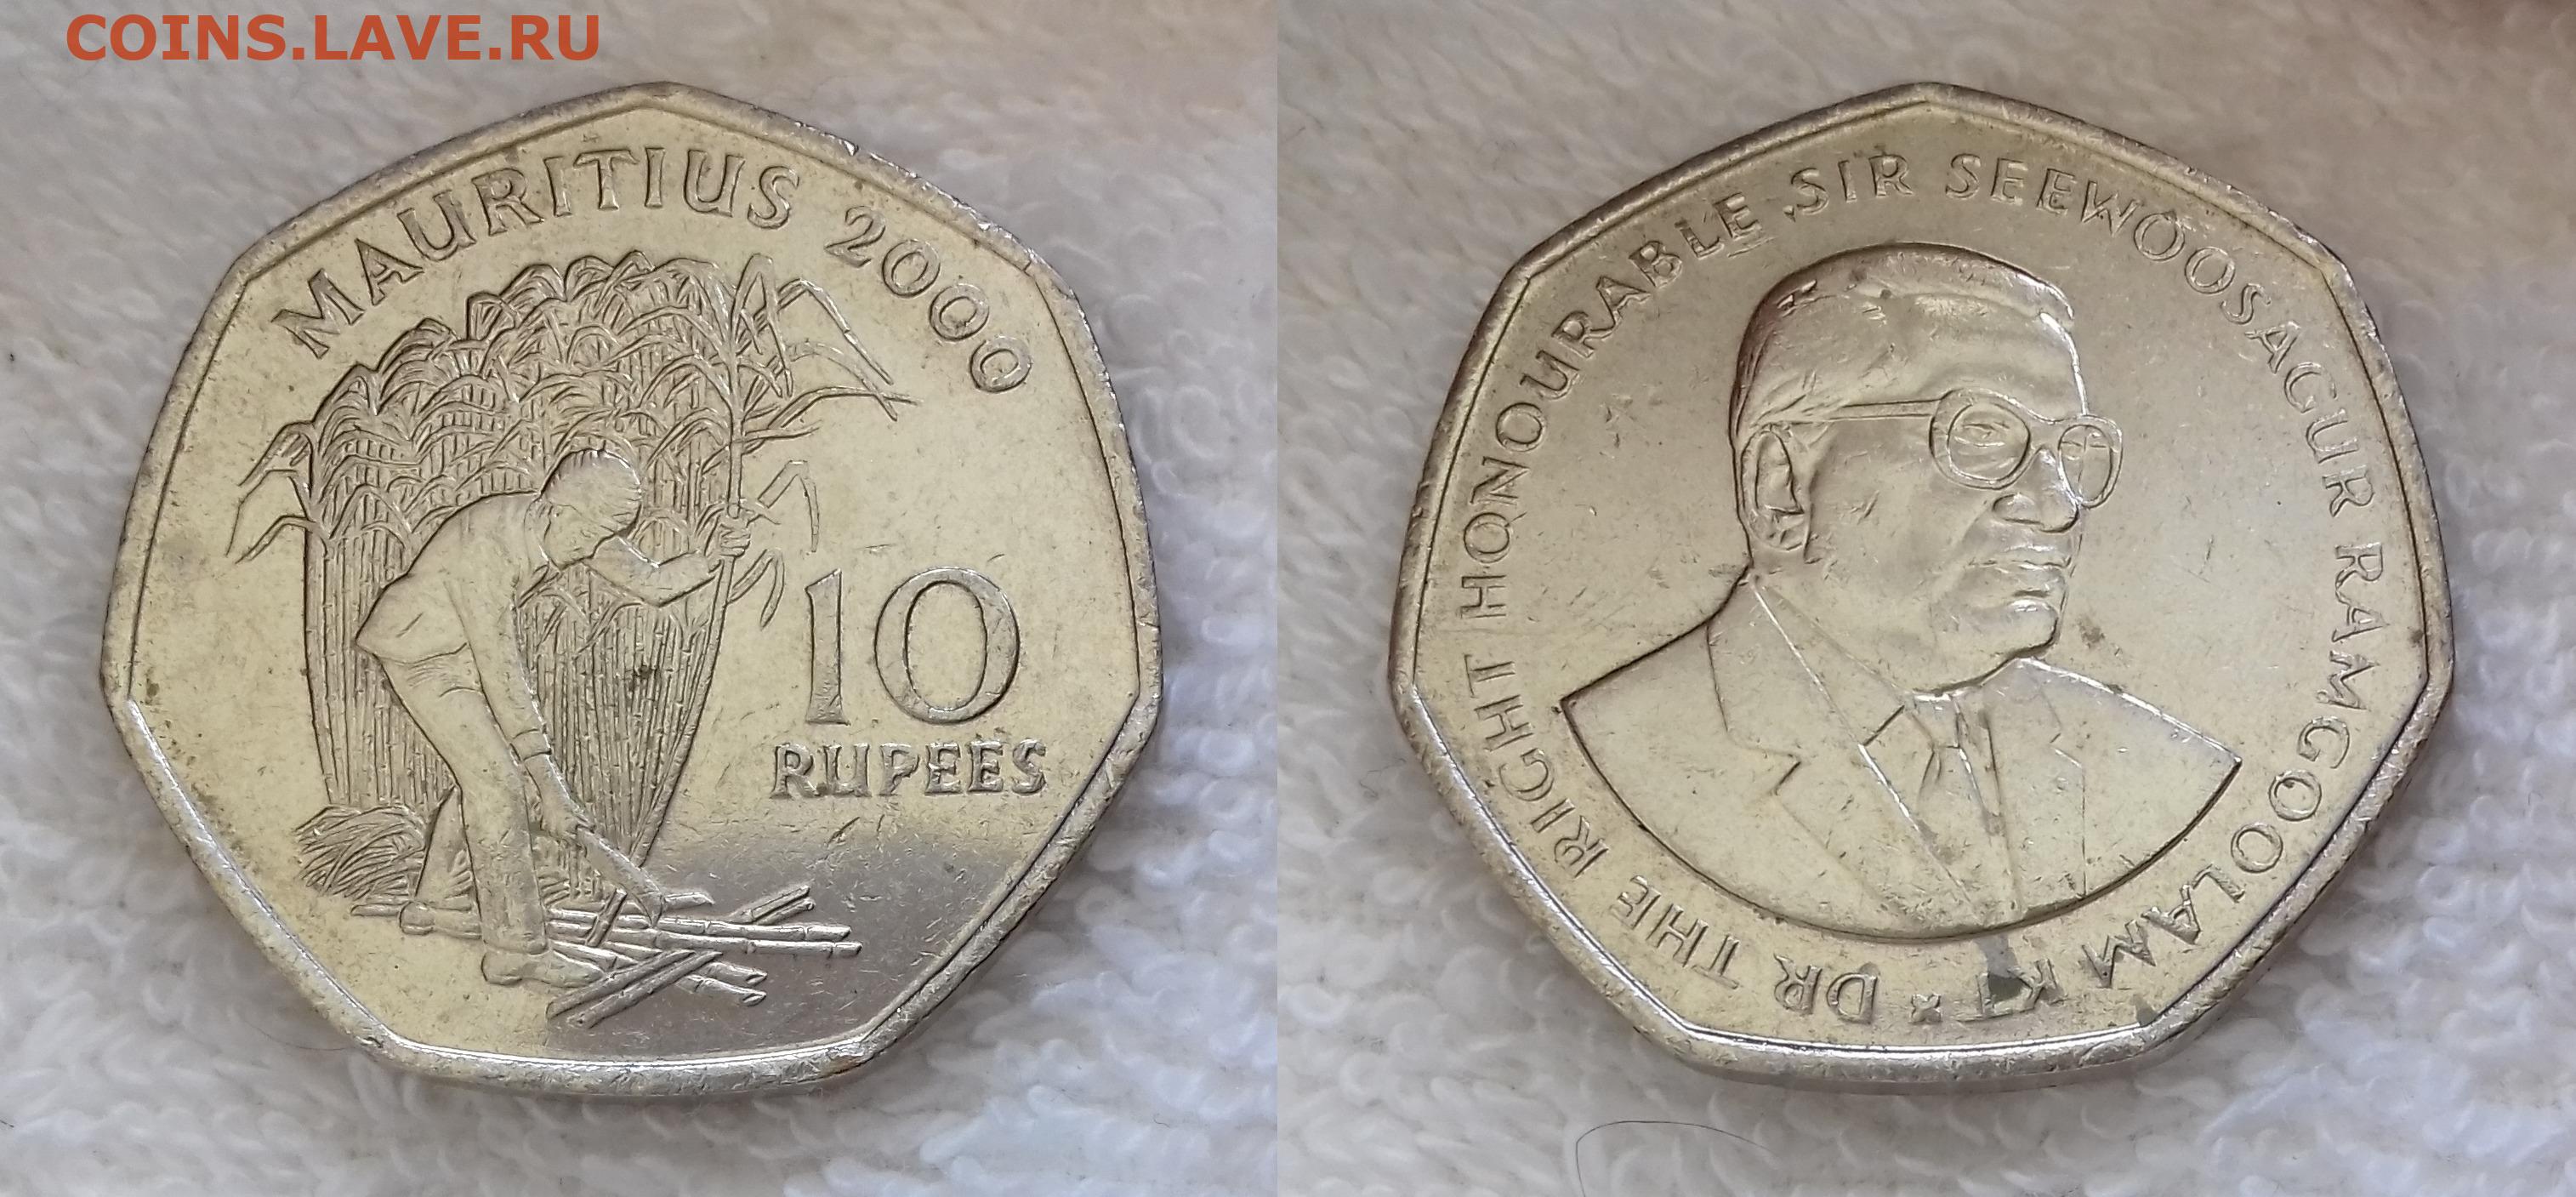 COINS.LAVE.RU
MAURITIUS 2000
10
RUPEES
DR THE RIGHT HONOURABLE SIR SEEWOOSAGUR RAMGOOLAM KT